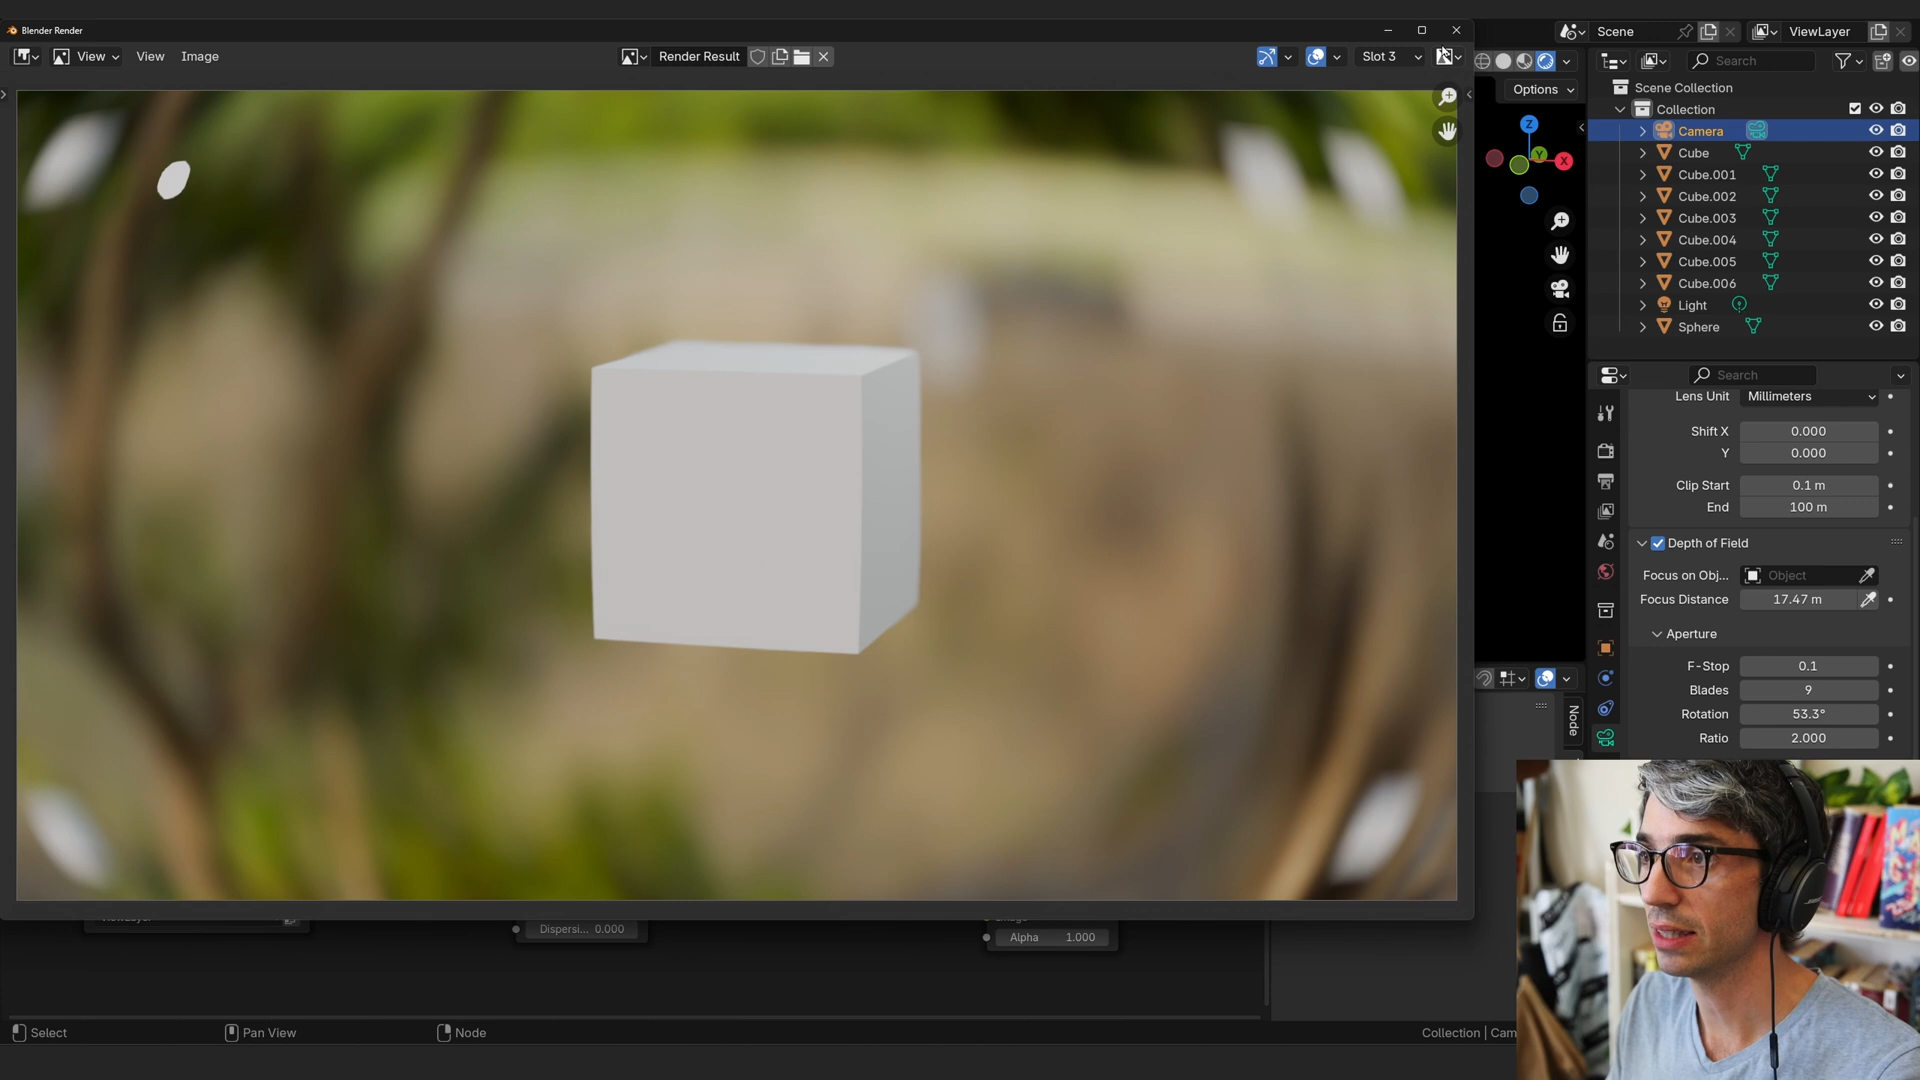 Blender Render
View
View
Image
Render Result
Slot 3
Scene
ViewLayer
Options
Search
Scene Collection
Collection
Camera
Cube
Cube.001
Cube.002
Cube.003
Cube.004
Cube.005
Cube.006
Light
Sphere
Z
Y
X
Search
Lens Unit
Millimeters
Shift X
0.000
Y
0.000
Clip Start
0.1 m
End
100 m
Depth of Field
Focus on Obj...
Object
Focus Distance
17.47 m
Aperture
F-Stop
0.1
Blades
9
Rotation
53.3°
Ratio
2.000
Node
Dispersi...
0.000
Alpha
1.000
Select
Pan View
Node
Collection | Cam